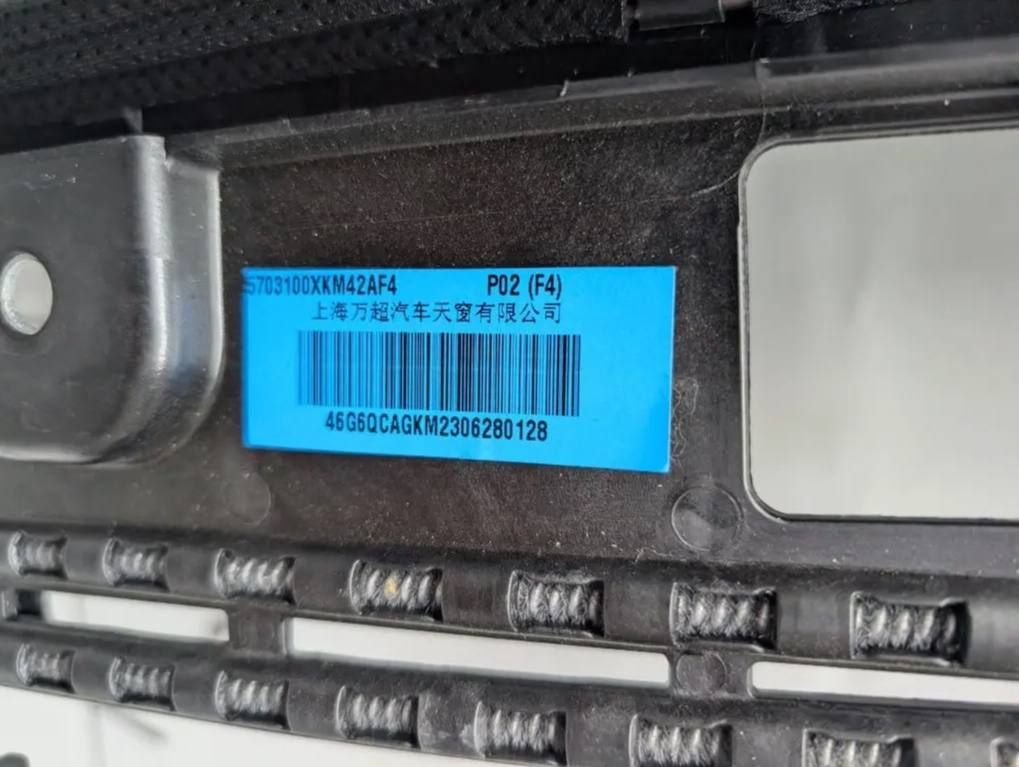 5703100XKM42AF4 P02 (F4)
上海万超汽车天窗有限公司
46G6QCAGKM2306280128